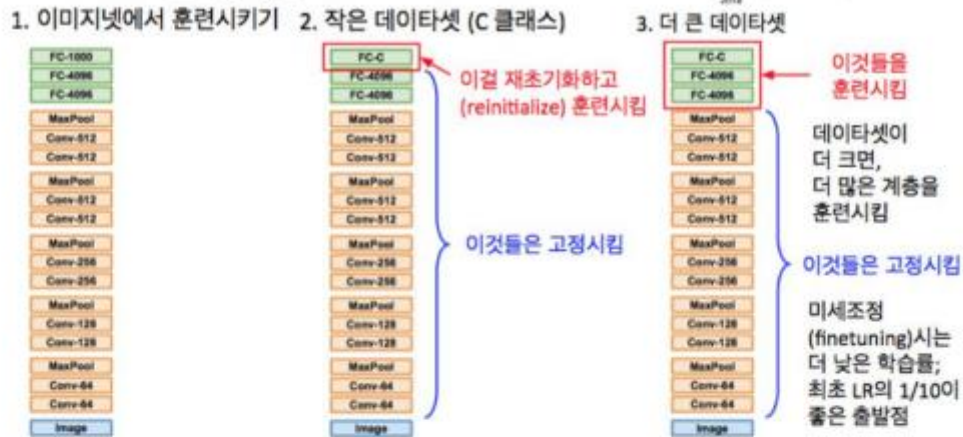 1. 이미지넷에서 훈련시키기
FC-1000
FC-4096
FC-4096
MaxPool
Conv-512
Conv-512
MaxPool
Conv-512
Conv-512
MaxPool
Conv-256
Conv-256
MaxPool
Conv-128
Conv-128
MaxPool
Conv-64
Conv-64
Image
2. 작은 데이타셋 (C 클래스)
FC-C
FC-4096
FC-4096
MaxPool
Conv-512
Conv-512
MaxPool
Conv-512
Conv-512
MaxPool
Conv-256
Conv-256
MaxPool
Conv-128
Conv-128
MaxPool
Conv-64
Conv-64
Image
이걸 재초기화하고
(reinitialize) 훈련시킴
이것들은 고정시킴
3. 더 큰 데이타셋
FC-C
FC-4096
FC-4096
MaxPool
Conv-512
Conv-512
MaxPool
Conv-512
Conv-512
MaxPool
Conv-256
Conv-256
MaxPool
Conv-128
Conv-128
MaxPool
Conv-64
Conv-64
Image
이것들을
훈련시킴
데이타셋이
더 크면,
더 많은 계층을
훈련시킴
이것들은 고정시킴
미세조정
(finetuning)시는
더 낮은 학습률;
최초 LR의 1/10이
좋은 출발점